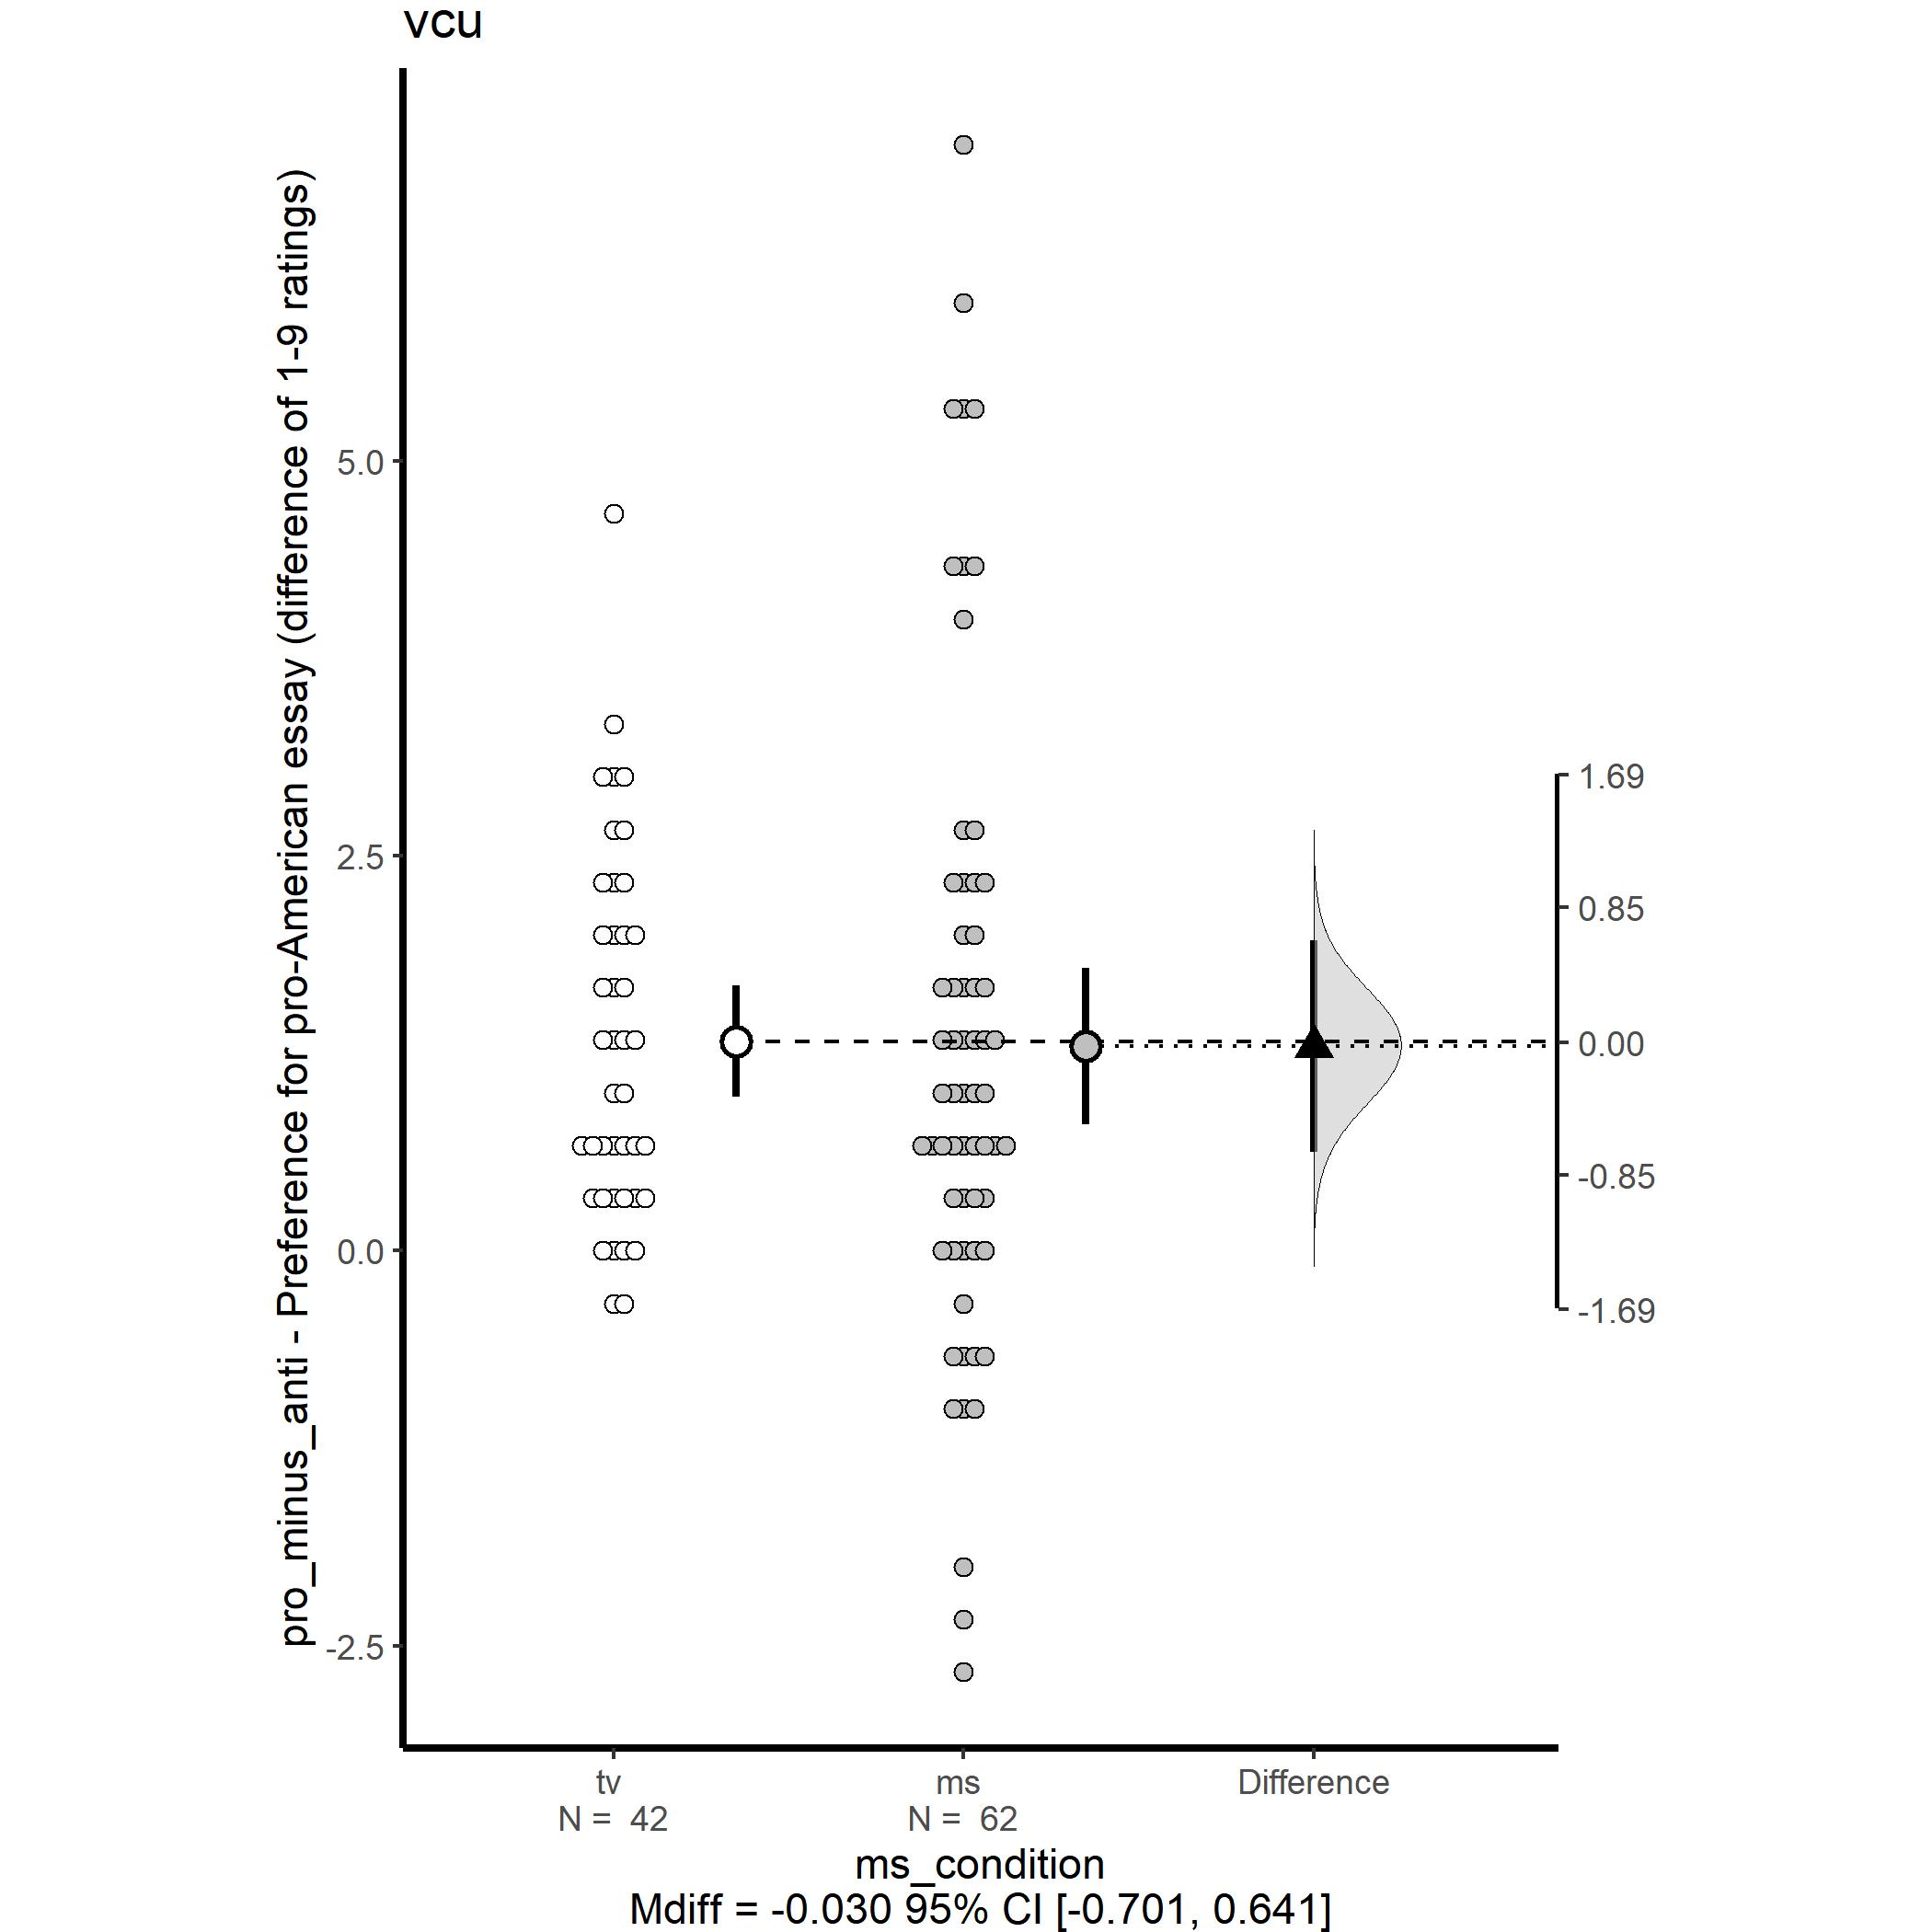 vcu
pro_minus_anti - Preference for pro-American essay (difference of 1-9 ratings)
5.0
2.5
0.0
-2.5
1.69
0.85
0.00
-0.85
-1.69
tv
N =  42
ms
N =  62
Difference
ms_condition
Mdiff = -0.030 95% CI [-0.701, 0.641]